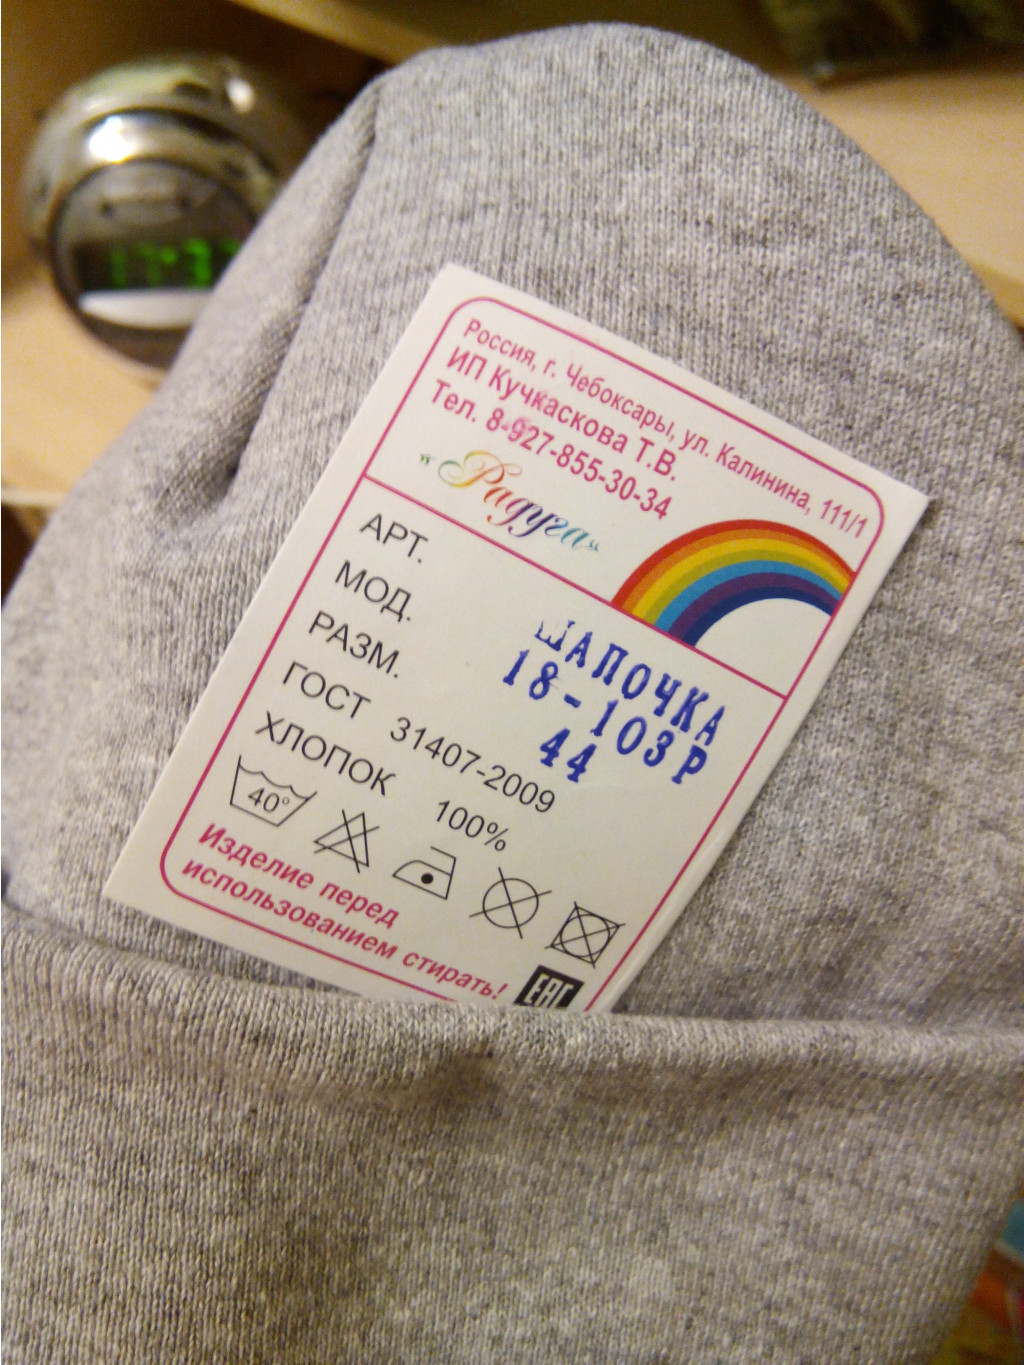 Россия, г. Чебоксары, ул. Калинина, 111/1
ИП Кучкаскова Т.В.
Тел. 8-927-855-30-34
"Радуга"
АРТ. ШАПОЧКА
МОД. 18-103Р
РАЗМ. 44
ГОСТ 31407-2009
ХЛОПОК 100%
40°
Изделие перед
использованием стирать!
ЕАС